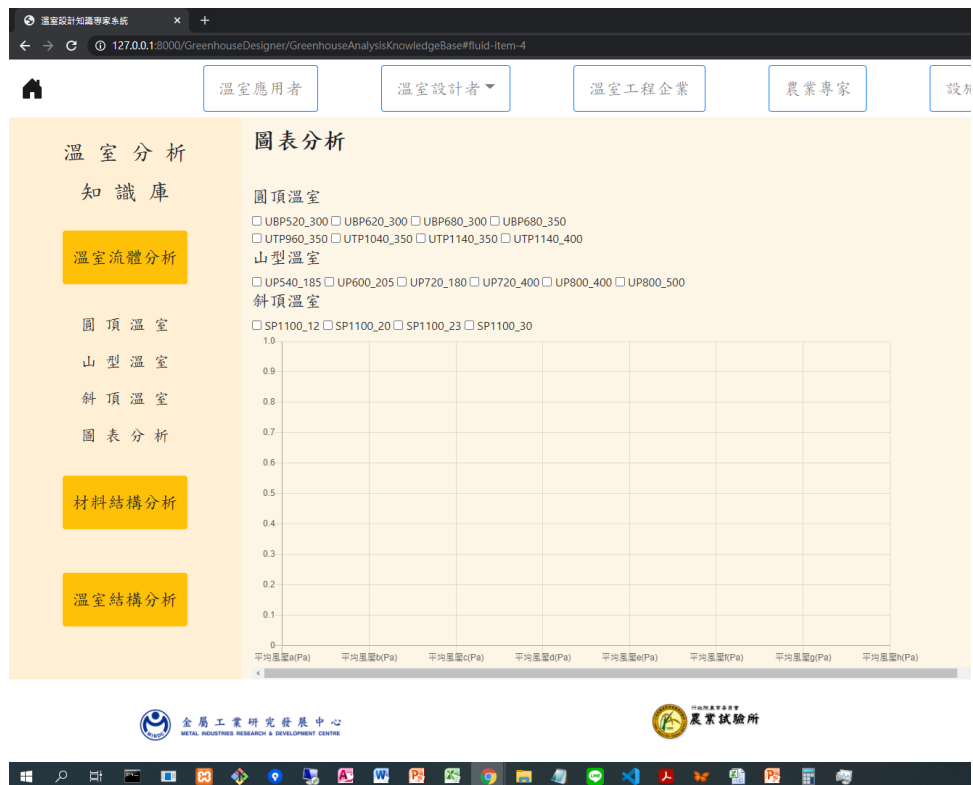 溫室設計知識專家系統
127.0.0.1:8000/GreenhouseDesigner/GreenhouseAnalysisKnowledgeBase#fluid-item-4
溫室應用者 溫室設計者 溫室工程企業 農業專家 設施
溫室分析
知識庫
溫室流體分析
圓頂溫室
山型溫室
斜頂溫室
圖表分析
材料結構分析
溫室結構分析
圖表分析
圓頂溫室
UBP520_300 UBP620_300 UBP680_300 UBP680_350
UTP960_350 UTP1040_350 UTP1140_350 UTP1140_400
山型溫室
UP540_185 UP600_205 UP720_180 UP720_400 UP800_400 UP800_500
斜頂溫室
SP1100_12 SP1100_20 SP1100_23 SP1100_30
1.0
0.9
0.8
0.7
0.6
0.5
0.4
0.3
0.2
0.1
0
平均風壓a(Pa) 平均風壓b(Pa) 平均風壓c(Pa) 平均風壓d(Pa) 平均風壓e(Pa) 平均風壓f(Pa) 平均風壓g(Pa) 平均風壓h(Pa)
金屬工業研究發展中心
METAL INDUSTRIES RESEARCH & DEVELOPMENT CENTRE
行政院農業委員會
農業試驗所